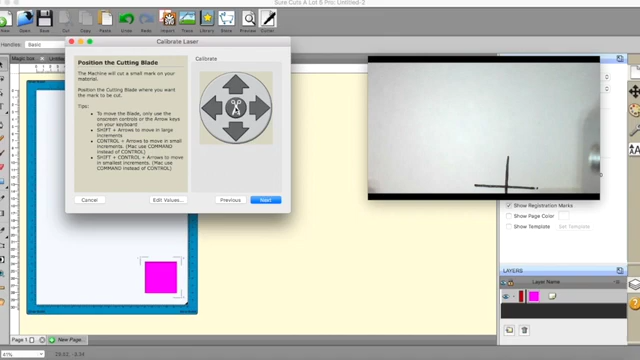 Sure Cuts A Lot 5 Pro: Untitled-2
New
Open
Save
Cut
Library
Store
Preview
Cutter
Handles: Basic
Calibrate Laser
Position the Cutting Blade
The Machine will cut a small mark on your
material.
Position the Cutting Blade where you want
the mark to be cut.
Tips:
• To move the Blade, only use the
onscreen controls or the Arrow keys
on your keyboard
• SHIFT + Arrows to move in large
increments
• CONTROL + Arrows to move in small
increments. (Mac use COMMAND
instead of CONTROL)
• SHIFT + CONTROL + Arrows to move
in smallest increments. (Mac use
COMMAND instead of CONTROL)
Calibrate
Cancel
Edit Values...
Previous
Next
Show Registration Marks
Show Page Color
Show Template
Set Template
LAYERS
Layer Name
Page 1
New Page
41%